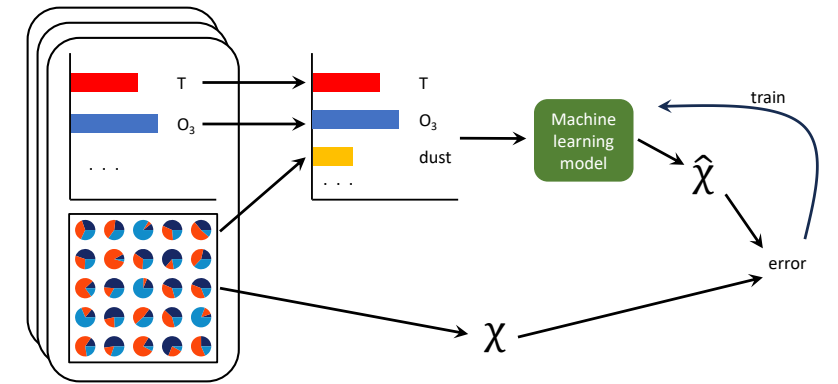 T
O₃
. . .
T
O₃
dust
. . .
Machine
learning
model
train
χ̂
error
χ